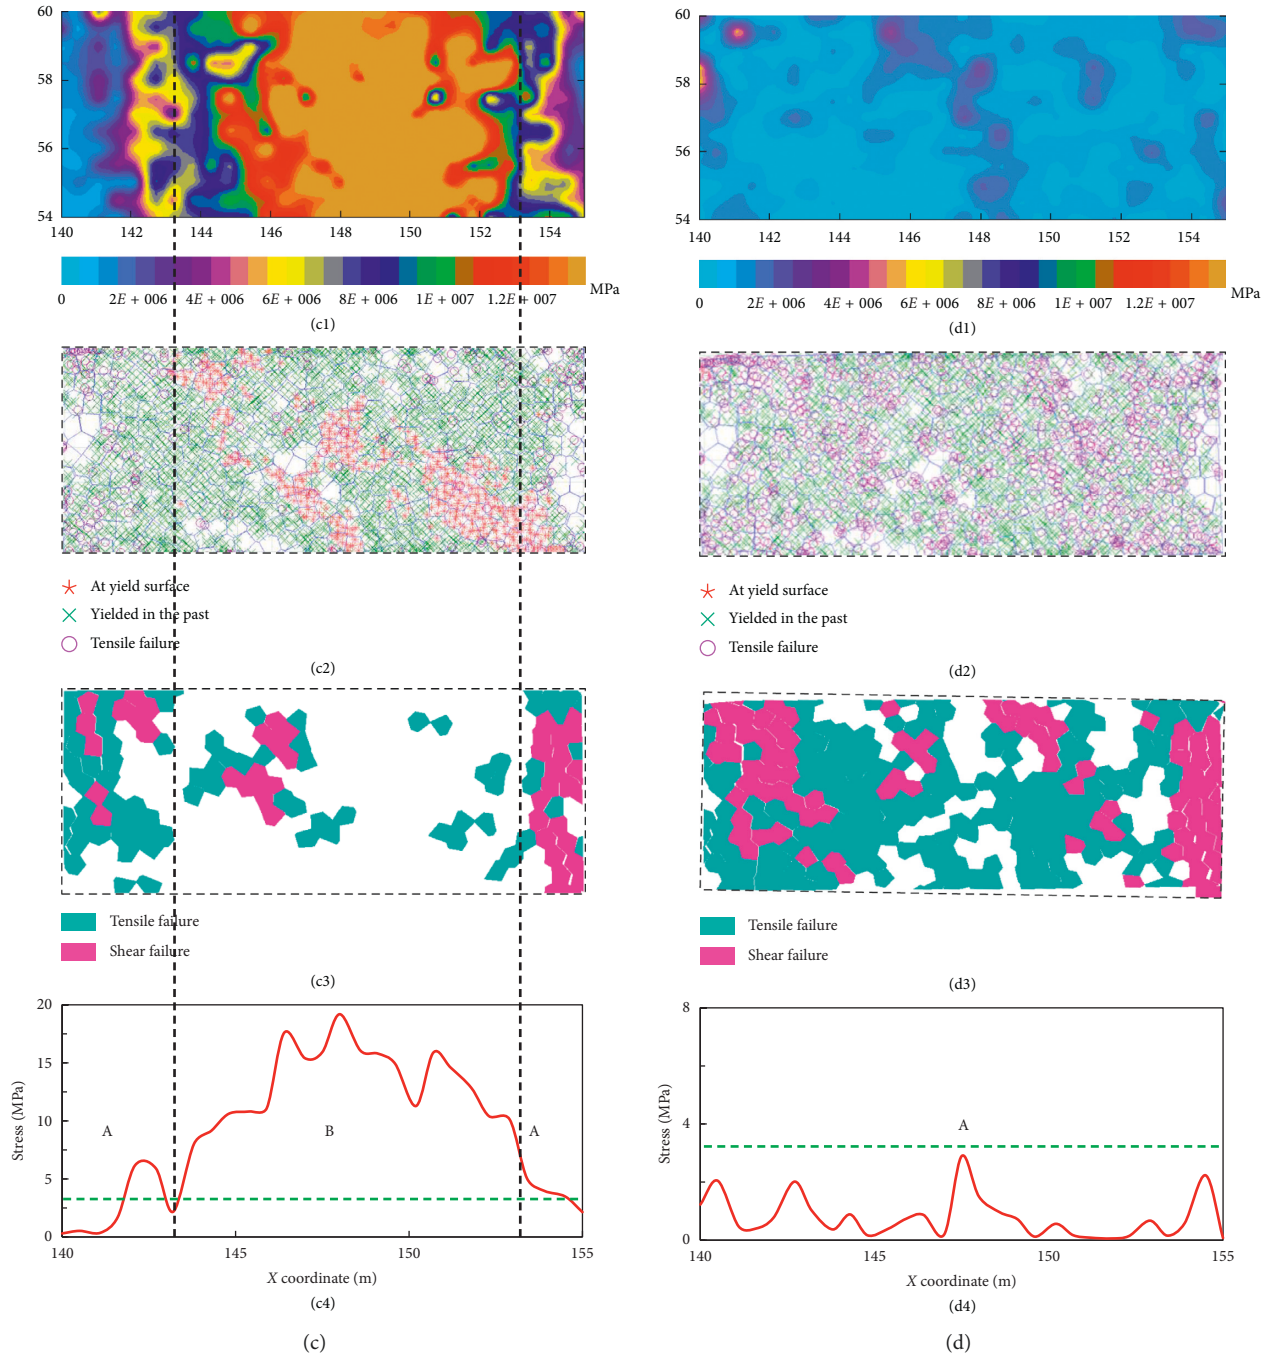 60
58
56
54
140 142 144 146 148 150 152 154
0 2E + 006 4E + 006 6E + 006 8E + 006 1E + 007 1.2E + 007 MPa
(c1)
At yield surface
Yielded in the past
Tensile failure
(c2)
Tensile failure
Shear failure
(c3)
20
15
10
5
0
Stress (MPa)
A B A
140 145 150 155
X coordinate (m)
(c4)
(c)
60
58
56
54
140 142 144 146 148 150 152 154
0 2E + 006 4E + 006 6E + 006 8E + 006 1E + 007 1.2E + 007 MPa
(d1)
At yield surface
Yielded in the past
Tensile failure
(d2)
Tensile failure
Shear failure
(d3)
8
4
0
Stress (MPa)
A
140 145 150 155
X coordinate (m)
(d4)
(d)